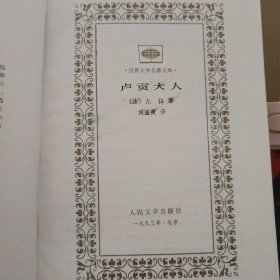 ·世界文学名著文库·
卢贡大人
〔法〕左拉 著
刘益庾 译
人民文学出版社
一九九三年·北京